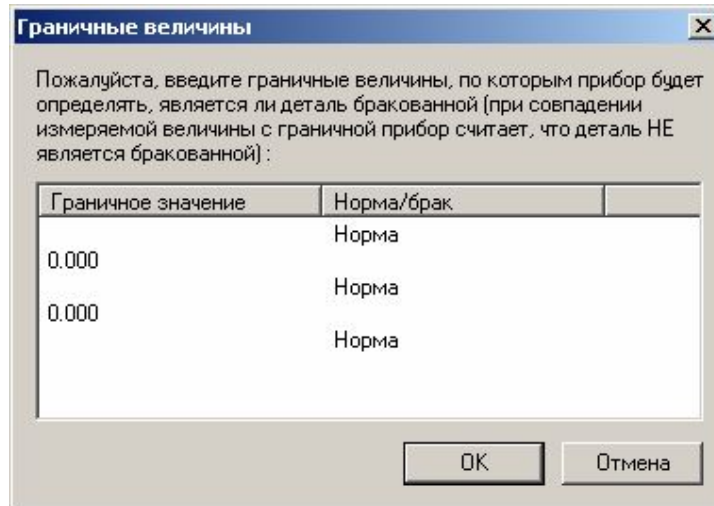 Граничные величины
Пожалуйста, введите граничные величины, по которым прибор будет
определять, является ли деталь бракованной (при совпадении
измеряемой величины с граничной прибор считает, что деталь НЕ
является бракованной) :
Граничное значение Норма/брак
Норма
0.000
Норма
0.000
Норма
OK Отмена